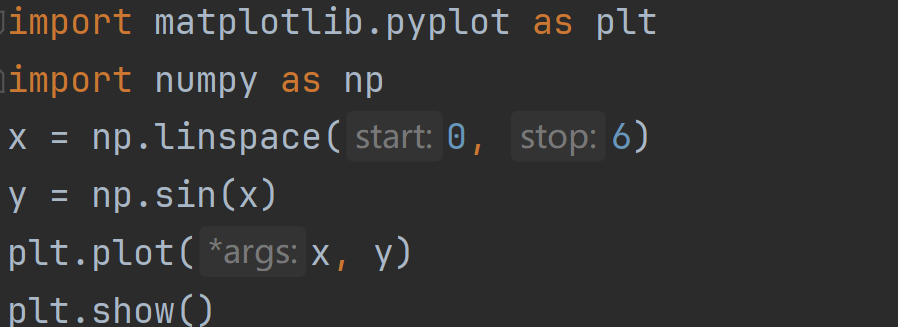 import matplotlib.pyplot as plt
import numpy as np
x = np.linspace(start:0, stop:6)
y = np.sin(x)
plt.plot(*args:x, y)
plt.show()